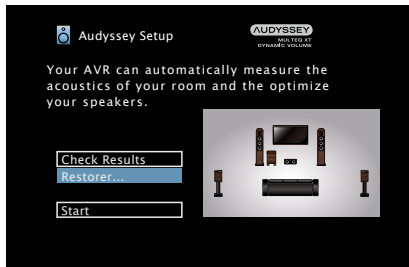 Audyssey Setup
AUDYSSEY
MULTEQ XT
DYNAMIC VOLUME
Your AVR can automatically measure the
acoustics of your room and the optimize
your speakers.
Check Results
Restorer...
Start